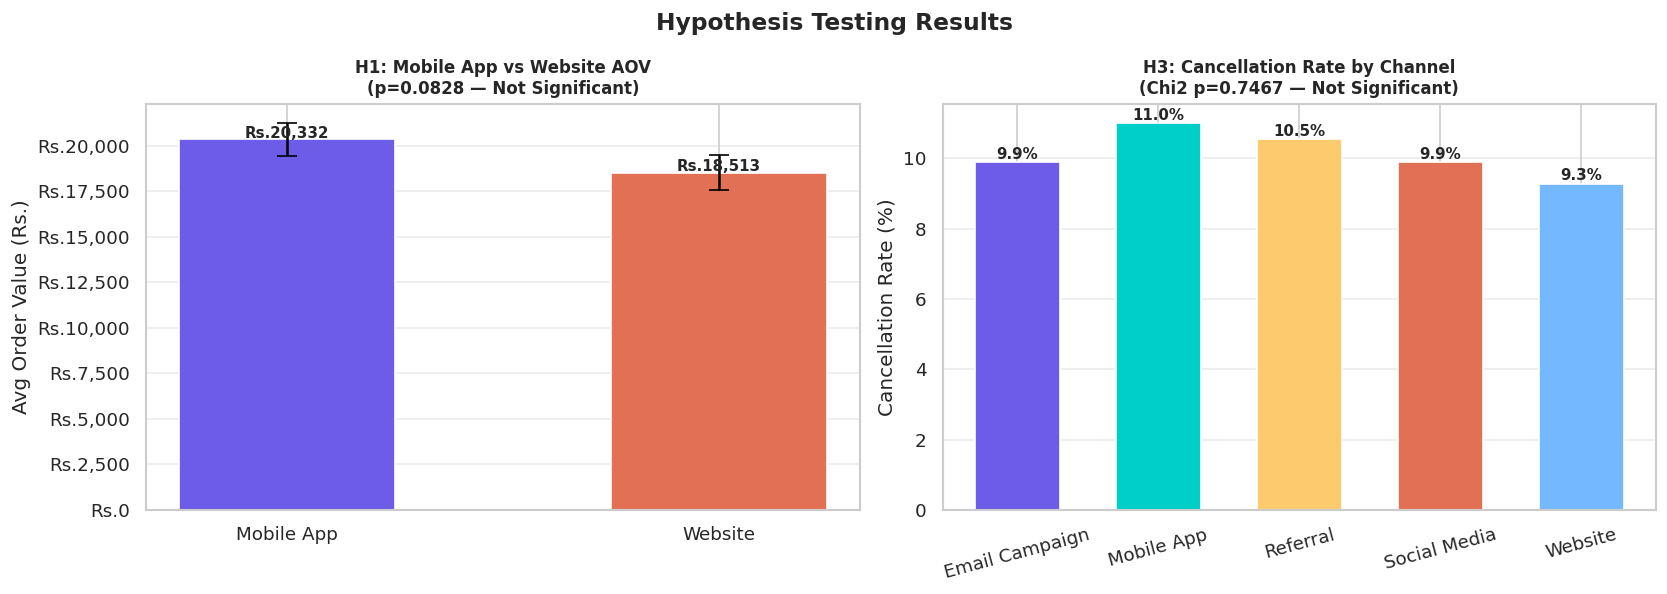 Hypothesis Testing Results
H1: Mobile App vs Website AOV
(p=0.0828 — Not Significant)
Avg Order Value (Rs.)
Rs.20,000
Rs.17,500
Rs.15,000
Rs.12,500
Rs.10,000
Rs.7,500
Rs.5,000
Rs.2,500
Rs.0
Rs.20,332
Rs.18,513
Mobile App
Website
H3: Cancellation Rate by Channel
(Chi2 p=0.7467 — Not Significant)
Cancellation Rate (%)
10
8
6
4
2
0
9.9%
11.0%
10.5%
9.9%
9.3%
Email Campaign
Mobile App
Referral
Social Media
Website